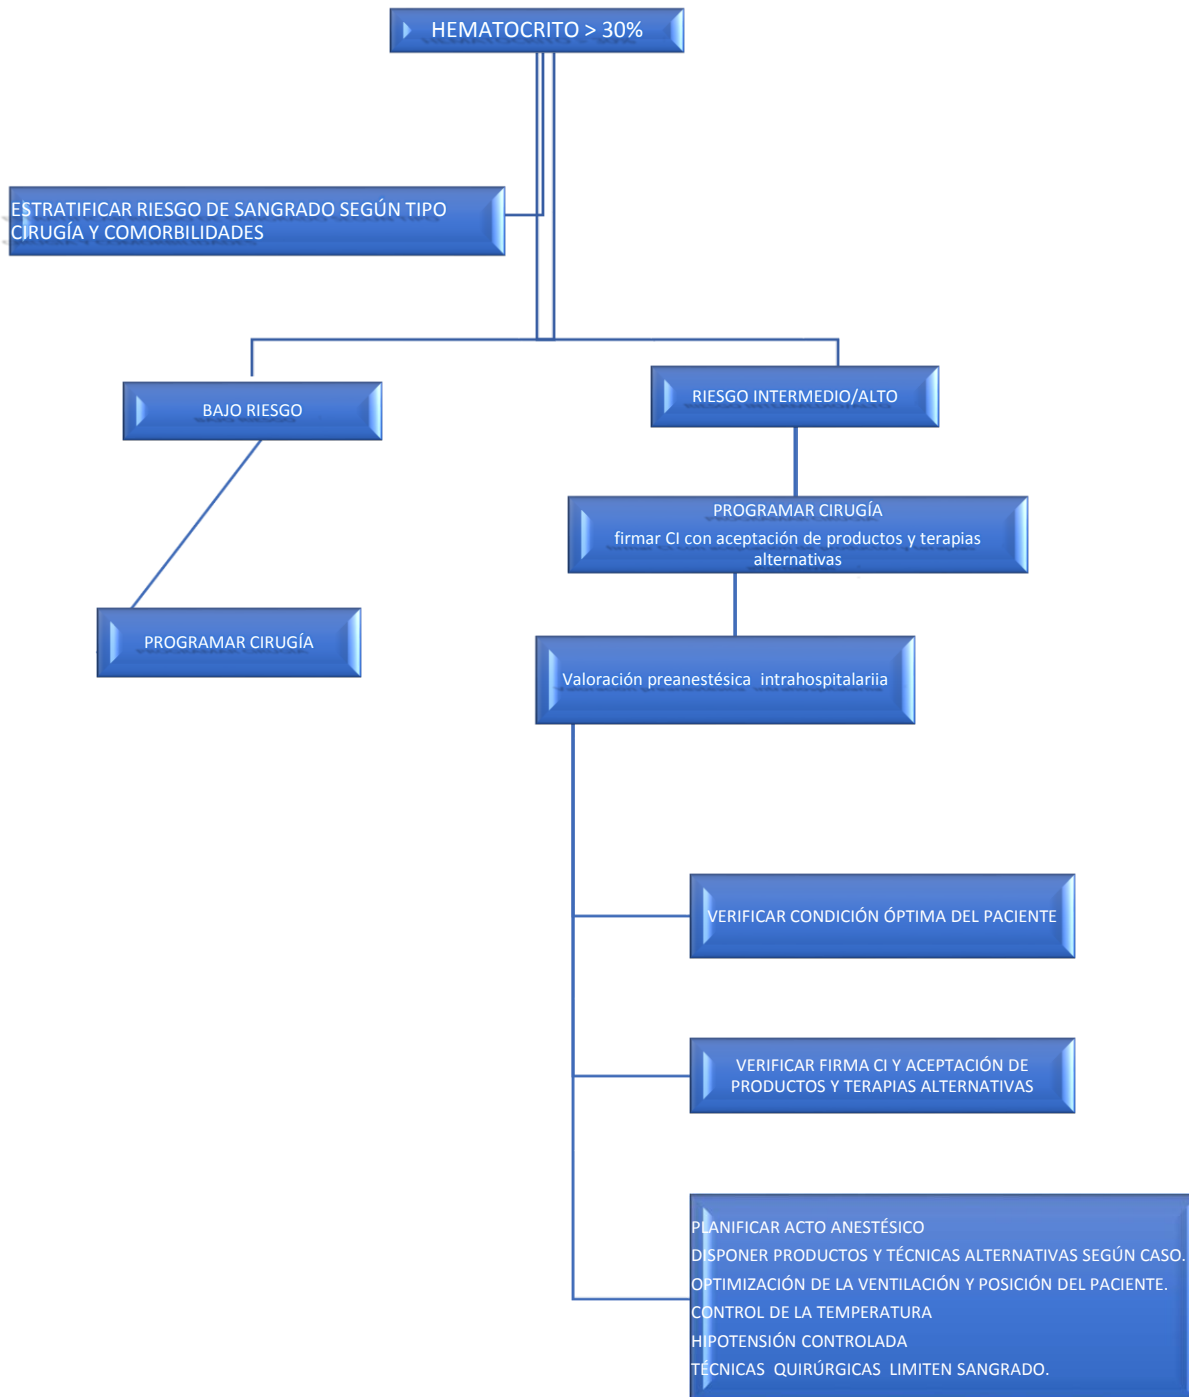 HEMATOCRITO > 30%
ESTRATIFICAR RIESGO DE SANGRADO SEGÚN TIPO
CIRUGÍA Y COMORBILIDADES
BAJO RIESGO
RIESGO INTERMEDIO/ALTO
PROGRAMAR CIRUGÍA
firmar CI con aceptación de productos y terapias
alternativas
PROGRAMAR CIRUGÍA
Valoración preanestésica intrahospitalariia
VERIFICAR CONDICIÓN ÓPTIMA DEL PACIENTE
VERIFICAR FIRMA CI Y ACEPTACIÓN DE
PRODUCTOS Y TERAPIAS ALTERNATIVAS
PLANIFICAR ACTO ANESTÉSICO
DISPONER PRODUCTOS Y TÉCNICAS ALTERNATIVAS SEGÚN CASO.
OPTIMIZACIÓN DE LA VENTILACIÓN Y POSICIÓN DEL PACIENTE.
CONTROL DE LA TEMPERATURA
HIPOTENSIÓN CONTROLADA
TÉCNICAS QUIRÚRGICAS LIMITEN SANGRADO.